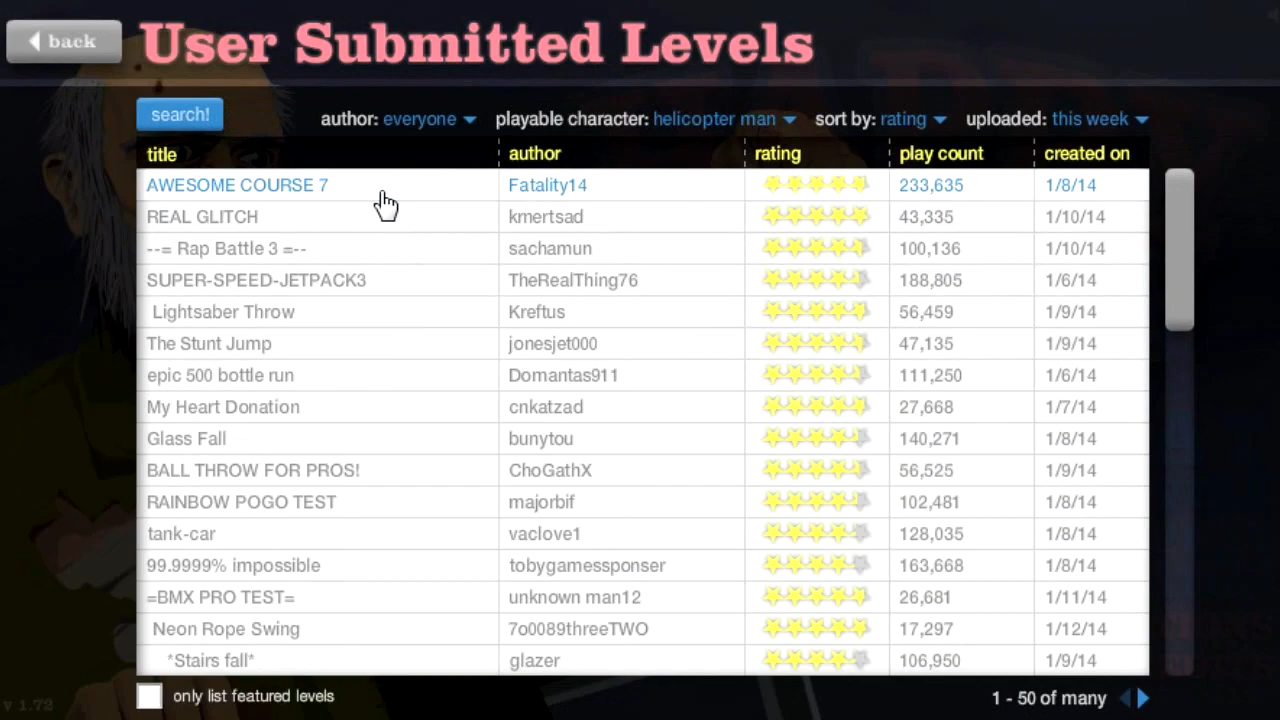 back
User Submitted Levels
search!
author: everyone playable character: helicopter man sort by: rating uploaded: this week
title author rating play count created on
AWESOME COURSE 7 Fatality14 233,635 1/8/14
REAL GLITCH kmertsad 43,335 1/10/14
--= Rap Battle 3 =-- sachamun 100,136 1/10/14
SUPER-SPEED-JETPACK3 TheRealThing76 188,805 1/6/14
Lightsaber Throw Kreftus 56,459 1/9/14
The Stunt Jump jonesjet000 47,135 1/9/14
epic 500 bottle run Domantas911 111,250 1/6/14
My Heart Donation cnkatzad 27,668 1/7/14
Glass Fall bunytou 140,271 1/8/14
BALL THROW FOR PROS! ChoGathX 56,525 1/9/14
RAINBOW POGO TEST majorbif 102,481 1/8/14
tank-car vaclove1 128,035 1/8/14
99.9999% impossible tobygamessponser 163,668 1/8/14
=BMX PRO TEST= unknown man12 26,681 1/11/14
Neon Rope Swing 7o0089threeTWO 17,297 1/12/14
*Stairs fall* glazer 106,950 1/9/14
only list featured levels
1 - 50 of many
v 1.72